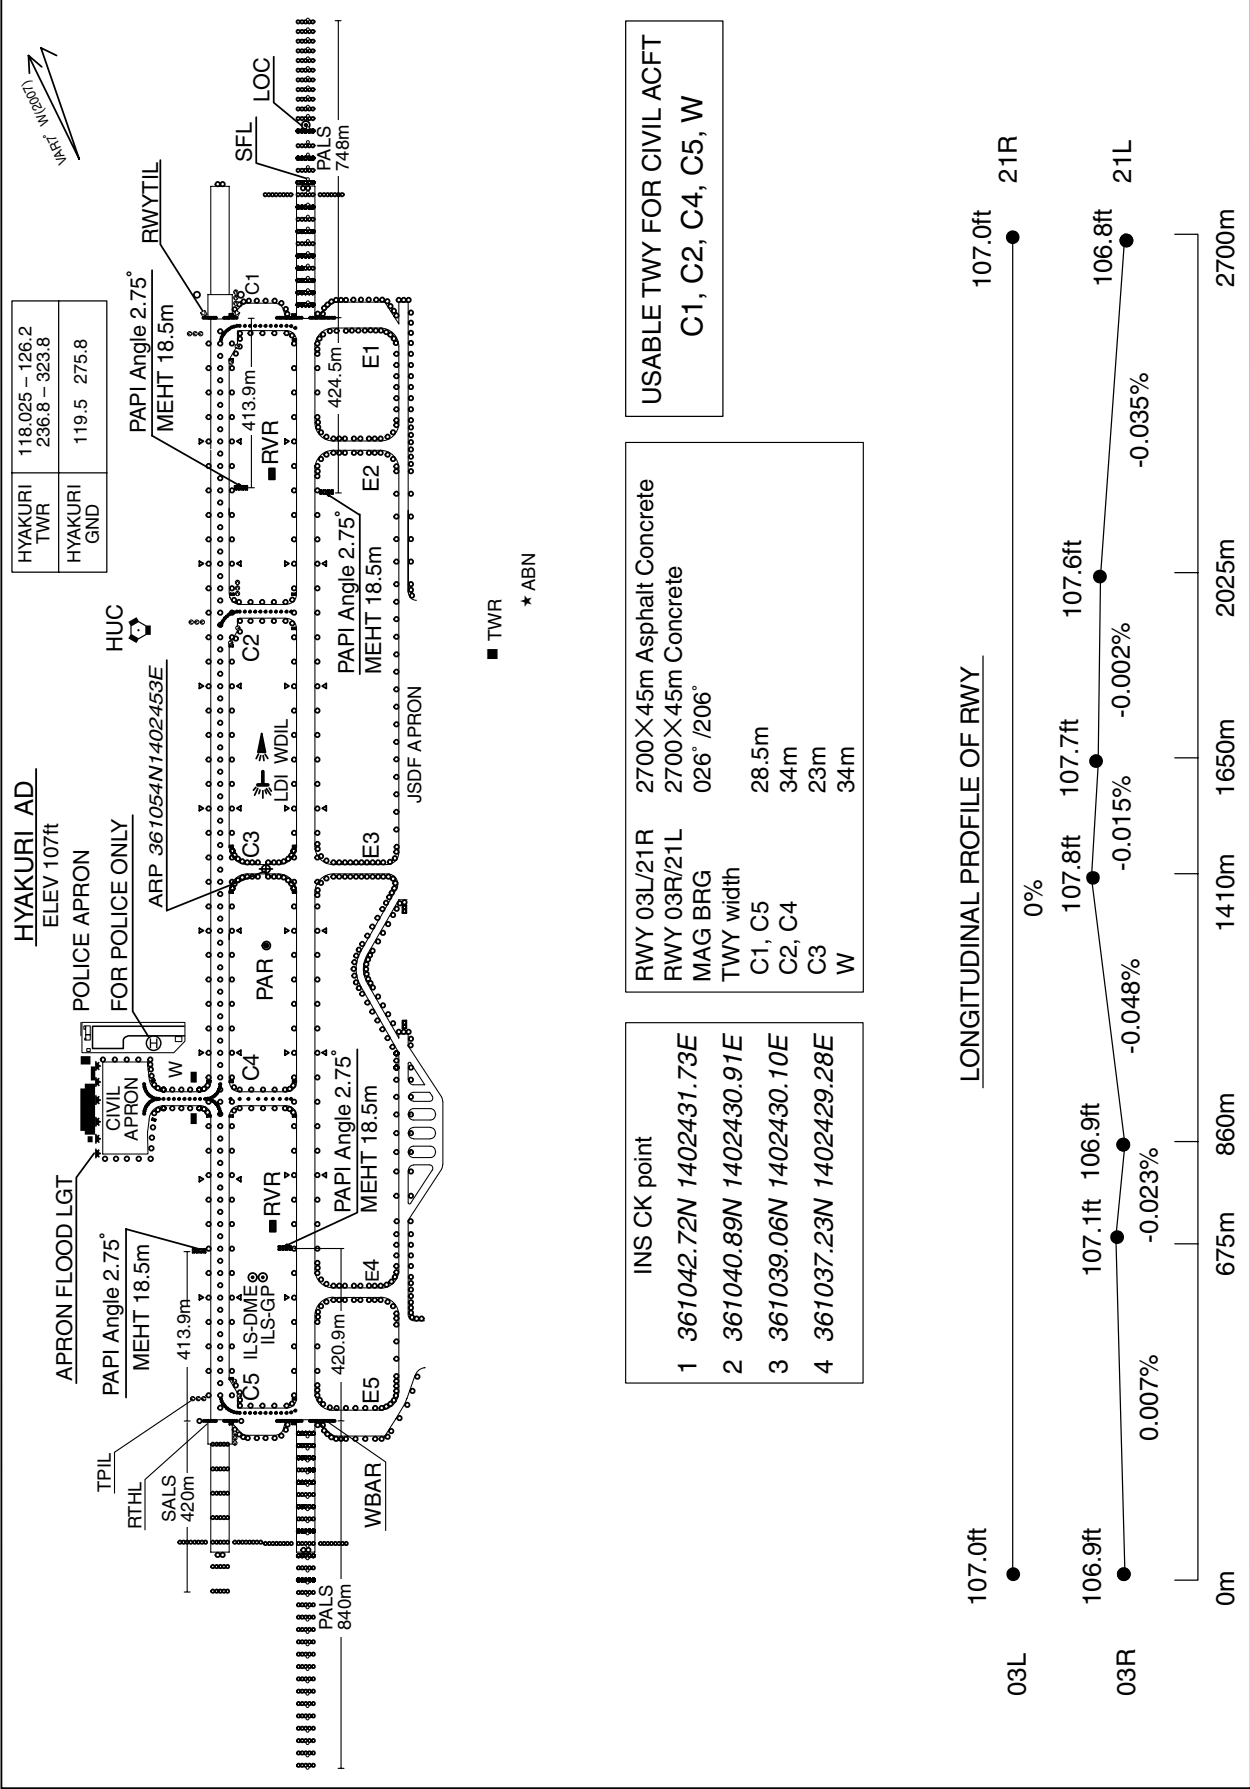 HYAKURI AD
ELEV 107ft
HYAKURI
TWR
118.025 – 126.2
236.8 – 323.8
HYAKURI
GND
119.5 275.8
VAR7° W(2007)
POLICE APRON
FOR POLICE ONLY
H
H
CIVIL
APRON
W
APRON FLOOD LGT
ARP 361054N1402453E
HUC
PAPI Angle 2.75°
MEHT 18.5m
RWYTIL
SFL
LOC
PAPI Angle 2.75°
MEHT 18.5m
TPIL
RTHL
SALS
420m
413.9m
C5
ILS-DME
ILS-GP
RVR
C4
PAR
C3
LDI
WDIL
C2
RVR
413.9m
C1
PALS
840m
WBAR
420.9m
PAPI Angle 2.75
MEHT 18.5m
PAPI Angle 2.75°
MEHT 18.5m
424.5m
PALS
748m
E5
E4
E3
E2
E1
JSDF APRON
TWR
ABN
INS CK point
1 361042.72N 1402431.73E
2 361040.89N 1402430.91E
3 361039.06N 1402430.10E
4 361037.23N 1402429.28E
RWY 03L/21R 2700×45m Asphalt Concrete
RWY 03R/21L 2700×45m Concrete
MAG BRG 026° /206°
TWY width
C1, C5 28.5m
C2, C4 34m
C3 23m
W 34m
USABLE TWY FOR CIVIL ACFT
C1, C2, C4, C5, W
LONGITUDINAL PROFILE OF RWY
107.0ft
107.0ft
03L
21R
0%
106.9ft
107.1ft
106.9ft
107.8ft
107.7ft
107.6ft
106.8ft
03R
21L
0.007%
-0.023%
-0.048%
-0.015%
-0.002%
-0.035%
0m
675m
860m
1410m
1650m
2025m
2700m